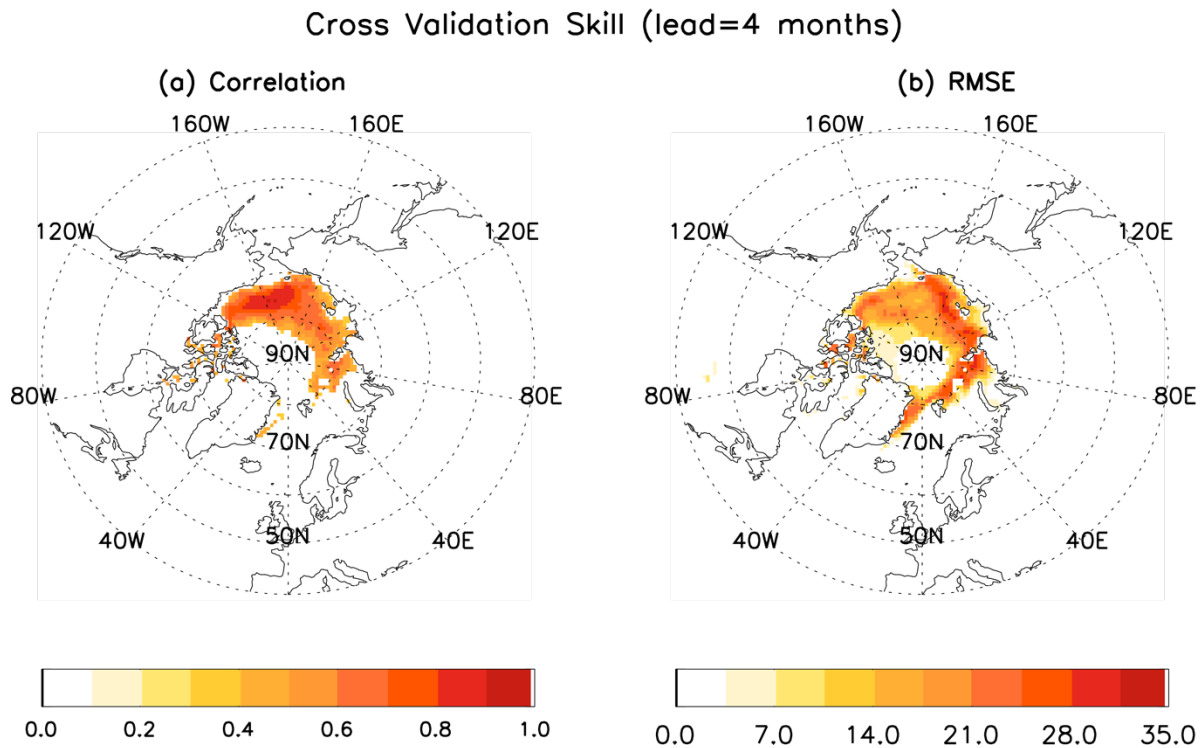 Cross Validation Skill (lead=4 months)
(a) Correlation
160W 160E
120W 120E
90N
80W 80E
70N
50N
40W 40E
0.0 0.2 0.4 0.6 0.8 1.0
(b) RMSE
160W 160E
120W 120E
90N
80W 80E
70N
50N
40W 40E
0.0 7.0 14.0 21.0 28.0 35.0